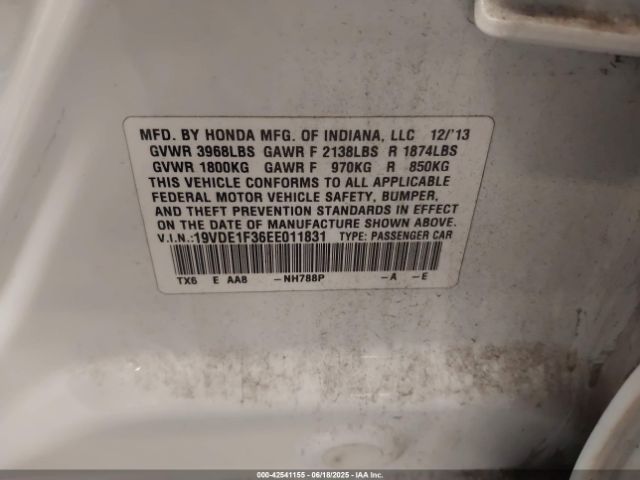 MFD. BY HONDA MFG. OF INDIANA, LLC 12/'13
GVWR 3968LBS GAWR F 2138LBS R 1874LBS
GVWR 1800KG GAWR F 970KG R 850KG
THIS VEHICLE CONFORMS TO ALL APPLICABLE
FEDERAL MOTOR VEHICLE SAFETY, BUMPER,
AND THEFT PREVENTION STANDARDS IN EFFECT
ON THE DATE OF MANUFACTURE SHOWN ABOVE.
V.I.N.:19VDE1F36EE011831 TYPE: PASSENGER CAR
TX6 E AA8 -NH788P -A -E
000-42541155 - 06/18/2025 - IAAI.COM